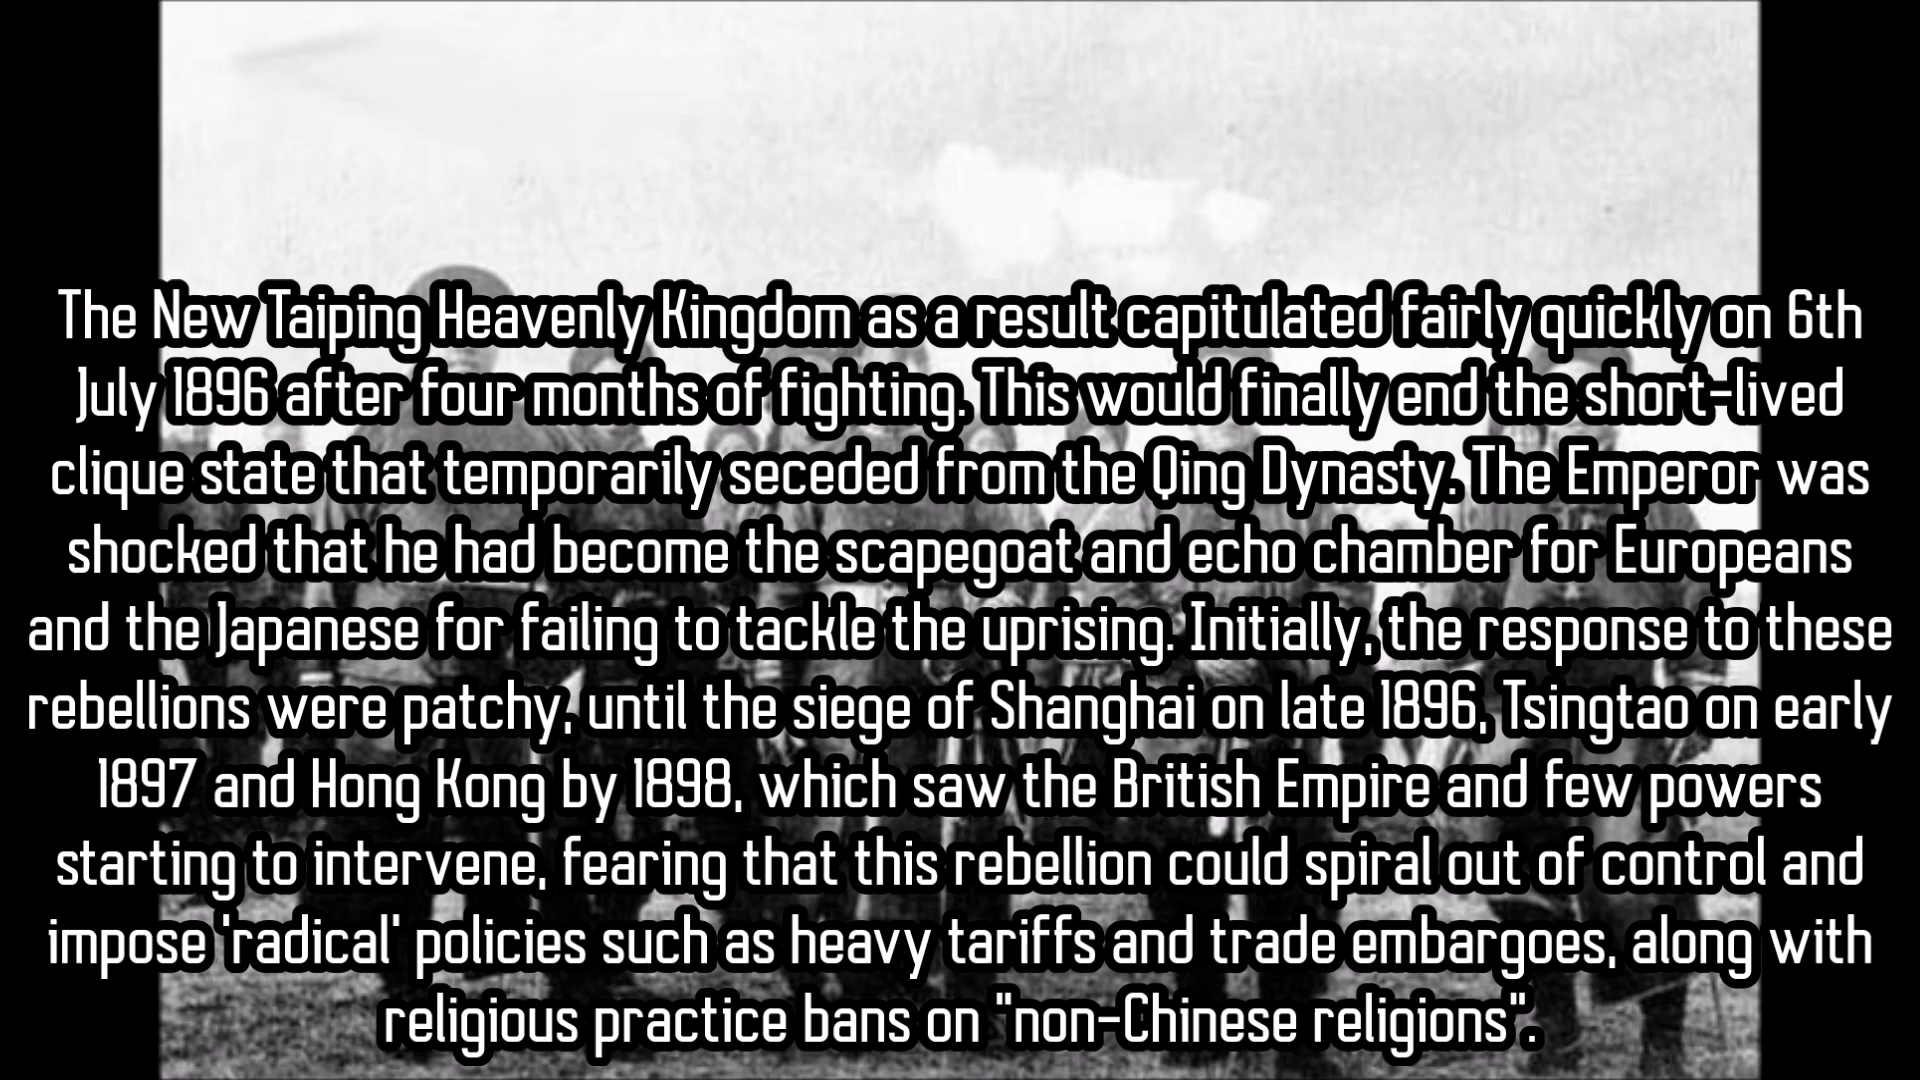 The New Taiping Heavenly Kingdom as a result capitulated fairly quickly on 6th
July 1896 after four months of fighting. This would finally end the short-lived
clique state that temporarily seceded from the Qing Dynasty. The Emperor was
shocked that he had become the scapegoat and echo chamber for Europeans
and the Japanese for failing to tackle the uprising. Initially, the response to these
rebellions were patchy, until the siege of Shanghai on late 1896, Tsingtao on early
1897 and Hong Kong by 1898, which saw the British Empire and few powers
starting to intervene, fearing that this rebellion could spiral out of control and
impose 'radical' policies such as heavy tariffs and trade embargoes, along with
religious practice bans on "non-Chinese religions".